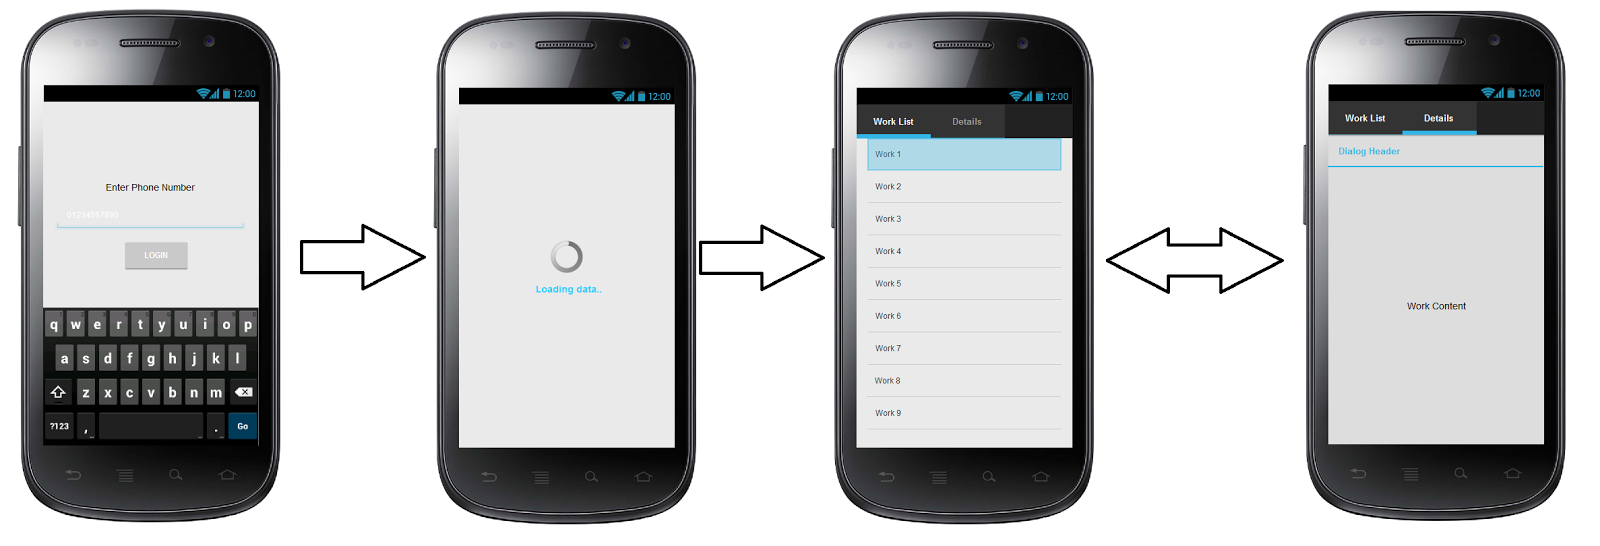 12:00
Enter Phone Number
01234567890
LOGIN
q w e r t y u i o p
a s d f g h j k l
z x c v b n m
?123 , . Go
12:00
Loading data..
12:00
Work List Details
Work 1
Work 2
Work 3
Work 4
Work 5
Work 6
Work 7
Work 8
Work 9
12:00
Work List Details
Dialog Header
Work Content